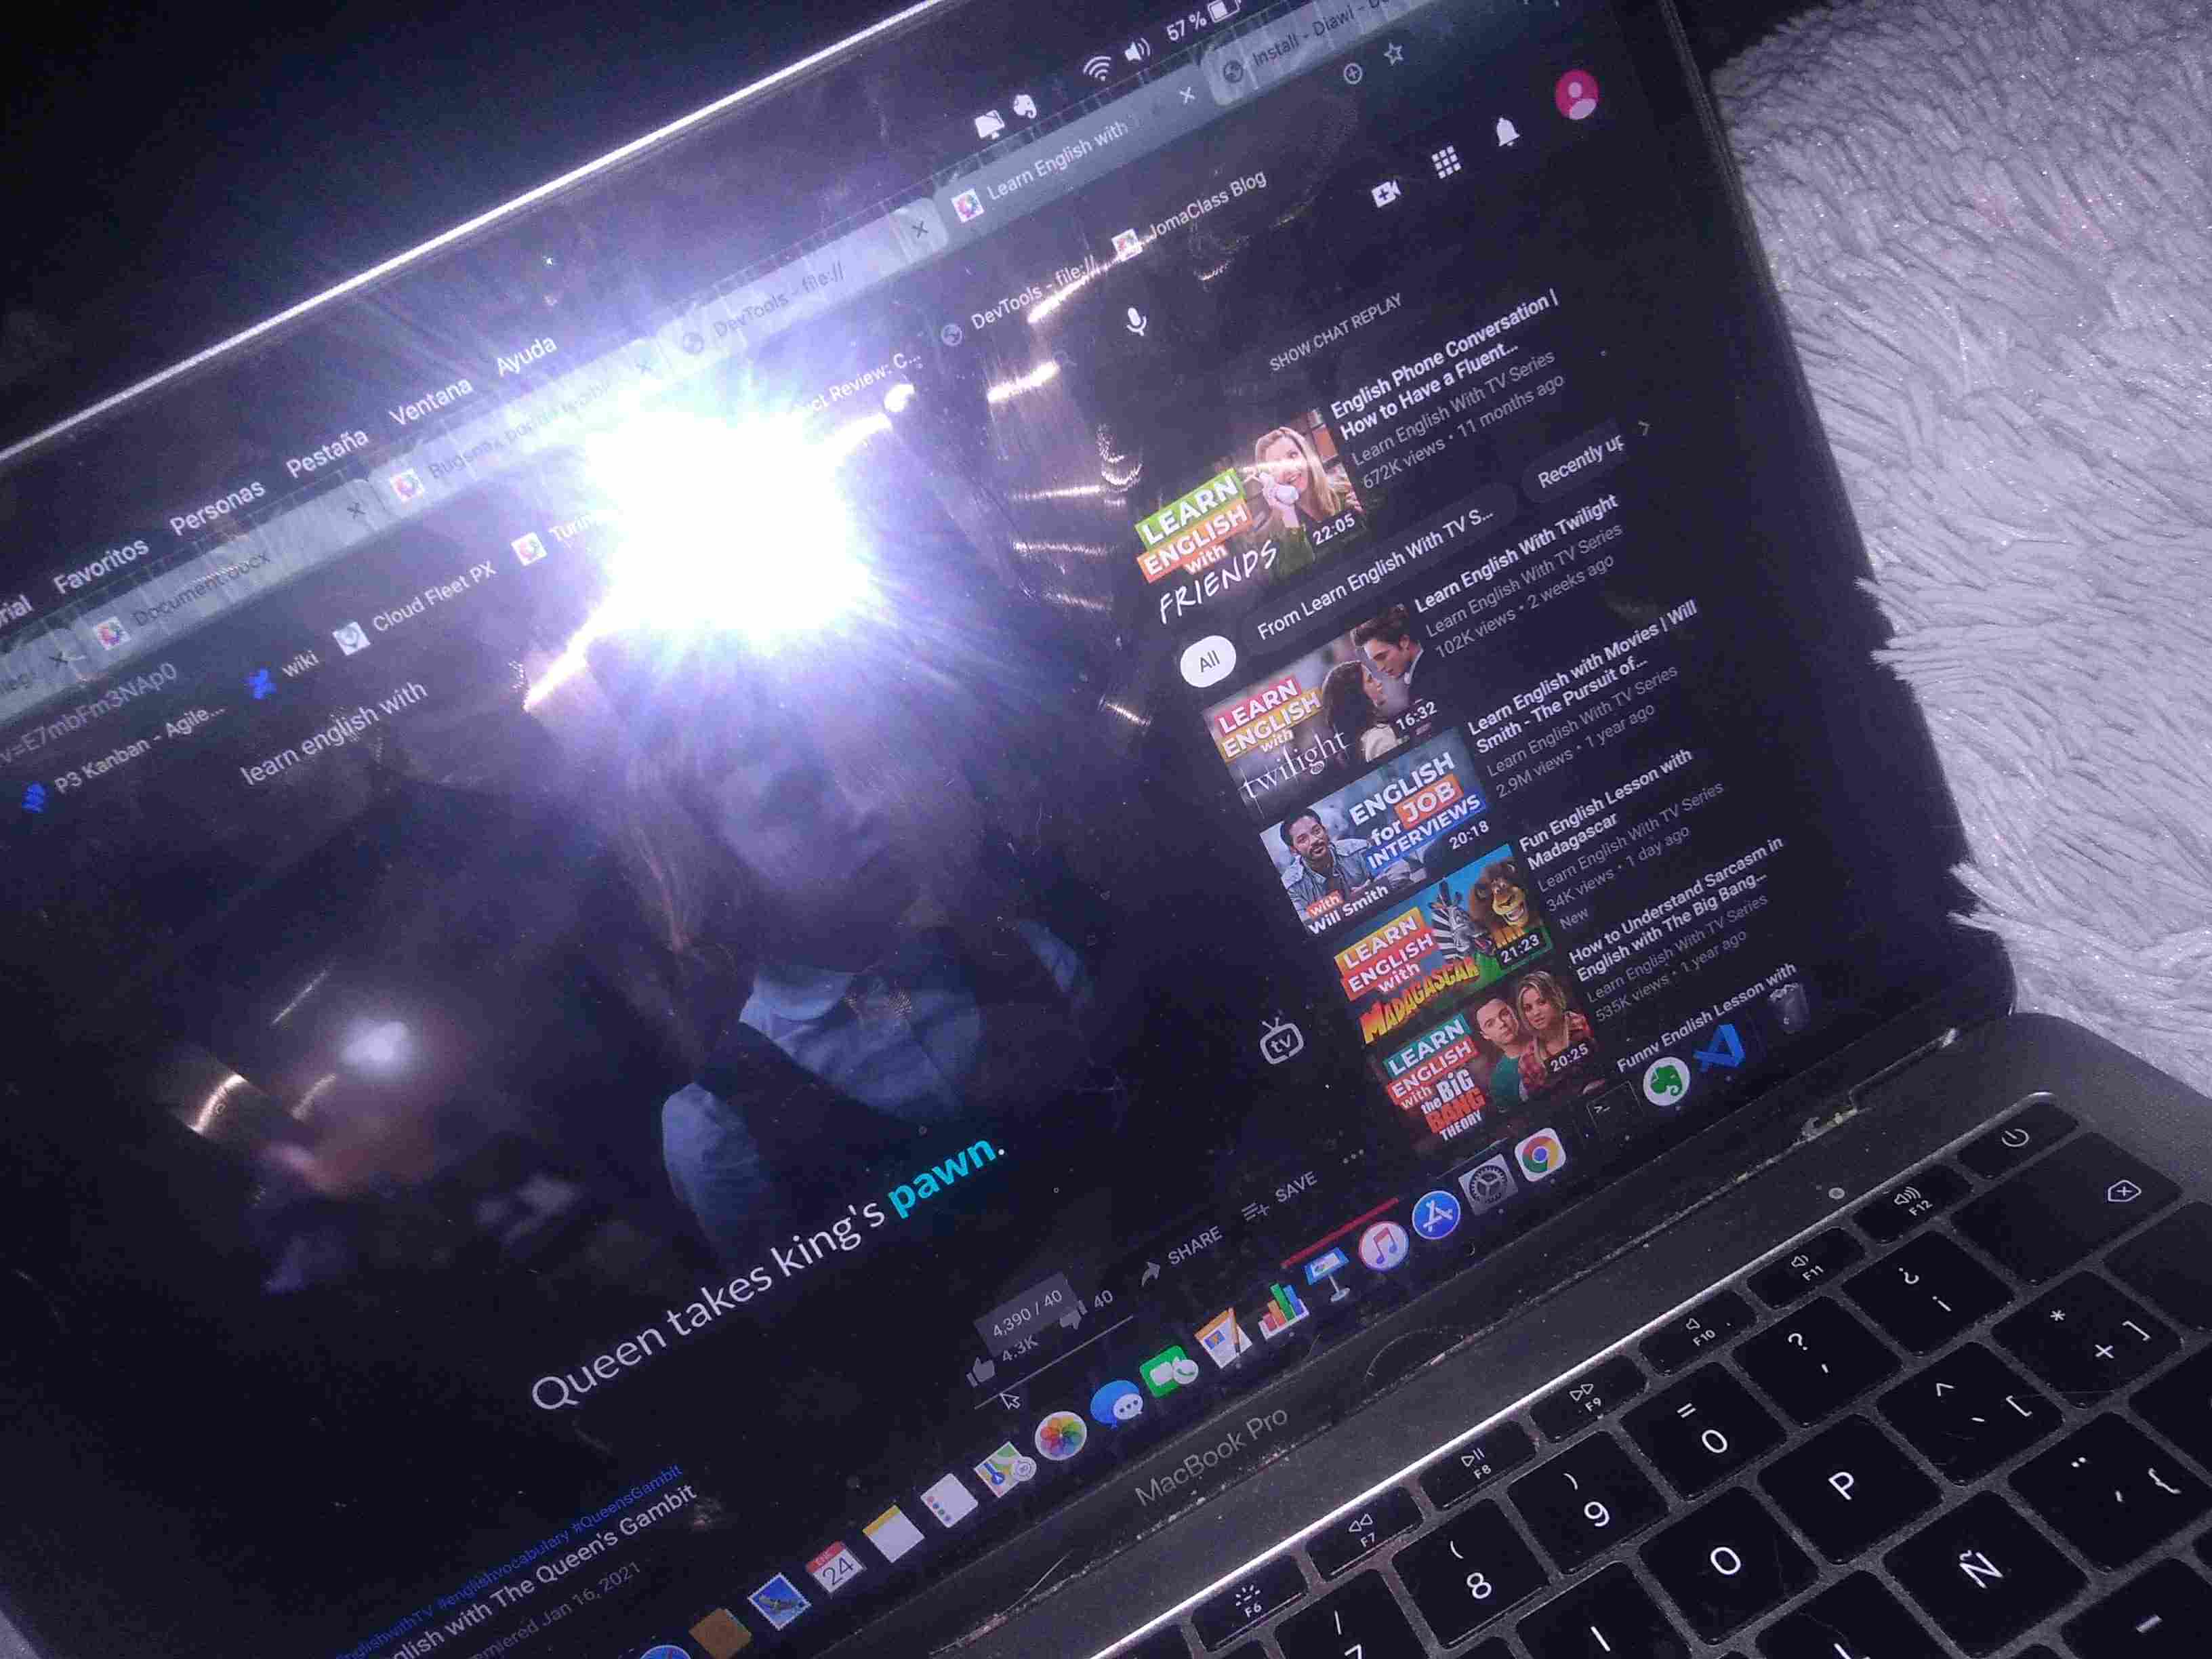 57%
Favoritos Personas Pestaña Ventana Ayuda
Document.docx
DevTools - file://
Learn English with
Install - Diawi -
v=E7mbFm3NAp0
P3 Kanban - Agile...
wiki
Cloud Fleet PX
ct Review: C...
DevTools - file://
JomaClass Blog
learn english with
SHOW CHAT REPLAY
LEARN
ENGLISH
with
FRIENDS
22:05
English Phone Conversation |
How to Have a Fluent...
Learn English With TV Series
672K views • 11 months ago
All
From Learn English With TV S...
Recently up
LEARN
ENGLISH
with
twilight
16:32
Learn English With Twilight
Learn English With TV Series
102K views • 2 weeks ago
ENGLISH
for JOB
INTERVIEWS
with
Will Smith
20:18
Learn English with Movies | Will
Smith - The Pursuit of...
Learn English With TV Series
2.9M views • 1 year ago
LEARN
ENGLISH
with
MADAGASCAR
21:23
Fun English Lesson with
Madagascar
Learn English With TV Series
34K views • 1 day ago
New
LEARN
ENGLISH
with
the BIG
BANG
THEORY
20:25
How to Understand Sarcasm in
English with The Big Bang...
Learn English With TV Series
535K views • 1 year ago
Funny English Lesson with
tv
Queen takes king's pawn.
4,390 / 40
4.3K
40
SHARE
SAVE
#englishvocabulary #QueensGambit
with The Queen's Gambit
Jan 16, 2021
24
MacBook Pro
F6
F7
F8
F9
F10
F11
F12
/ 7
( 8
) 9
= 0
? '
¿ ¡
I
O
P
^ ` [
* + ]
Ñ
¨ ´ {